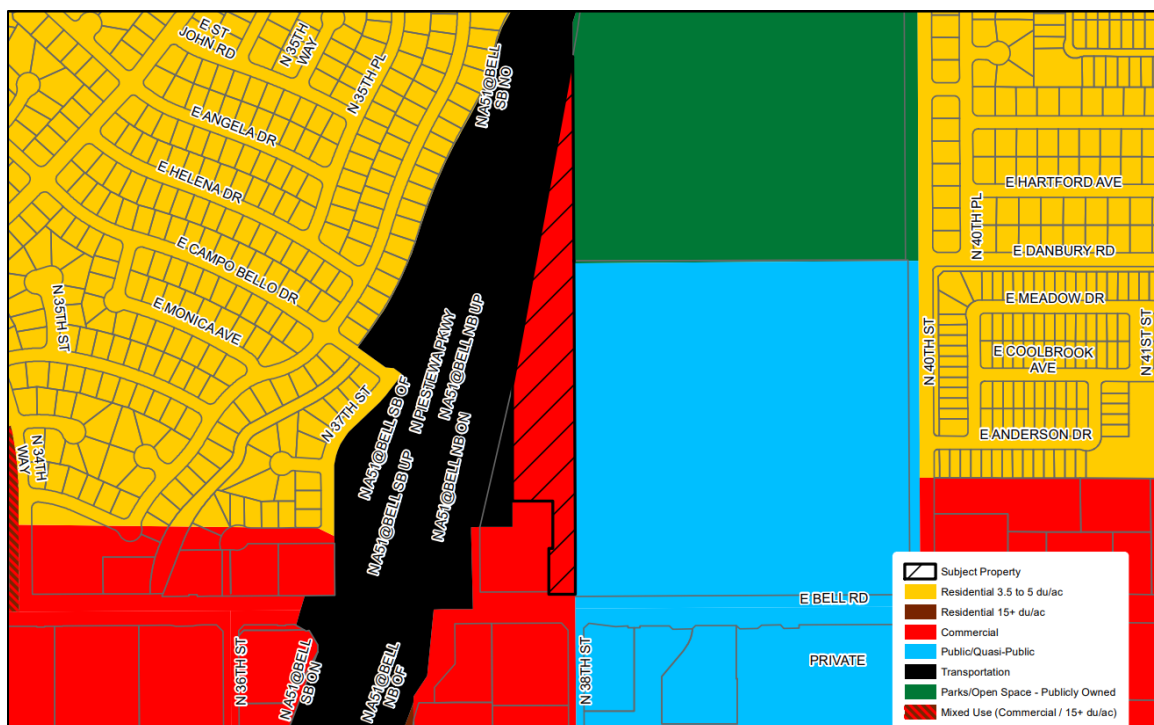 E ST
JOHN RD
N 35TH
WAY
N 35TH PL
NA51@BELL
SB NO
E ANGELA DR
E HELENA DR
E HARTFORD AVE
N 40TH PL
E CAMPO BELLO DR
E DANBURY RD
N 35TH ST
E MONICA AVE
E MEADOW DR
N A51@BELL SB OF
N PIESTEWA PKWY
NA51@BELL NB UP
N 40TH ST
E COOLBROOK
AVE
N 41ST ST
N 37TH ST
N 34TH
WAY
NA51@BELL SB UP
NA51@BELL NB ON
E ANDERSON DR
E BELL RD
N 36TH ST
NA51@BELL
SB ON
NA51@BELL
NB OF
N 38TH ST
PRIVATE
Subject Property
Residential 3.5 to 5 du/ac
Residential 15+ du/ac
Commercial
Public/Quasi-Public
Transportation
Parks/Open Space - Publicly Owned
Mixed Use (Commercial / 15+ du/ac)